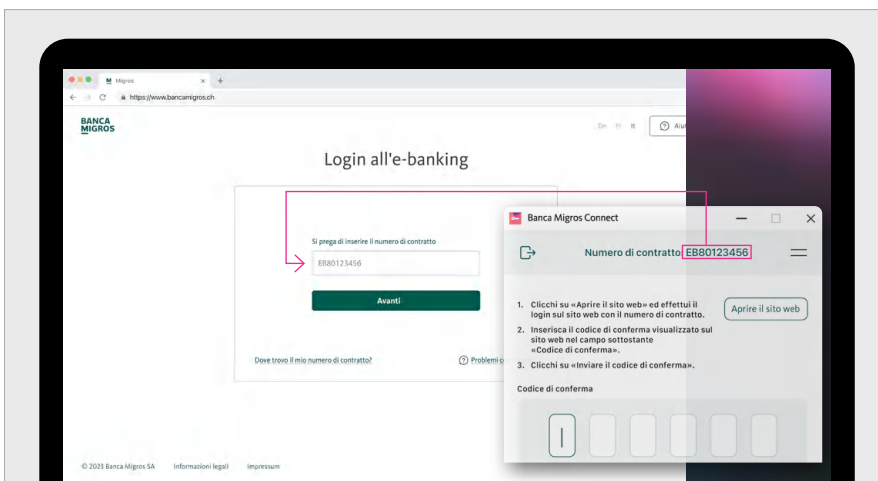 Migros
https://www.bancamigros.ch
BANCA
MIGROS
De Fr It
Login all'e-banking
Si prega di inserire il numero di contratto
EB80123456
Avanti
Dove trovo il mio numero di contratto?
Problemi
© 2023 Banca Migros SA Informazioni legali Impressum
Banca Migros Connect
Numero di contratto EB80123456
1. Clicchi su «Aprire il sito web» ed effettui il
login sul sito web con il numero di contratto.
Aprire il sito web
2. Inserisca il codice di conferma visualizzato sul
sito web nel campo sottostante
«Codice di conferma».
3. Clicchi su «Inviare il codice di conferma».
Codice di conferma